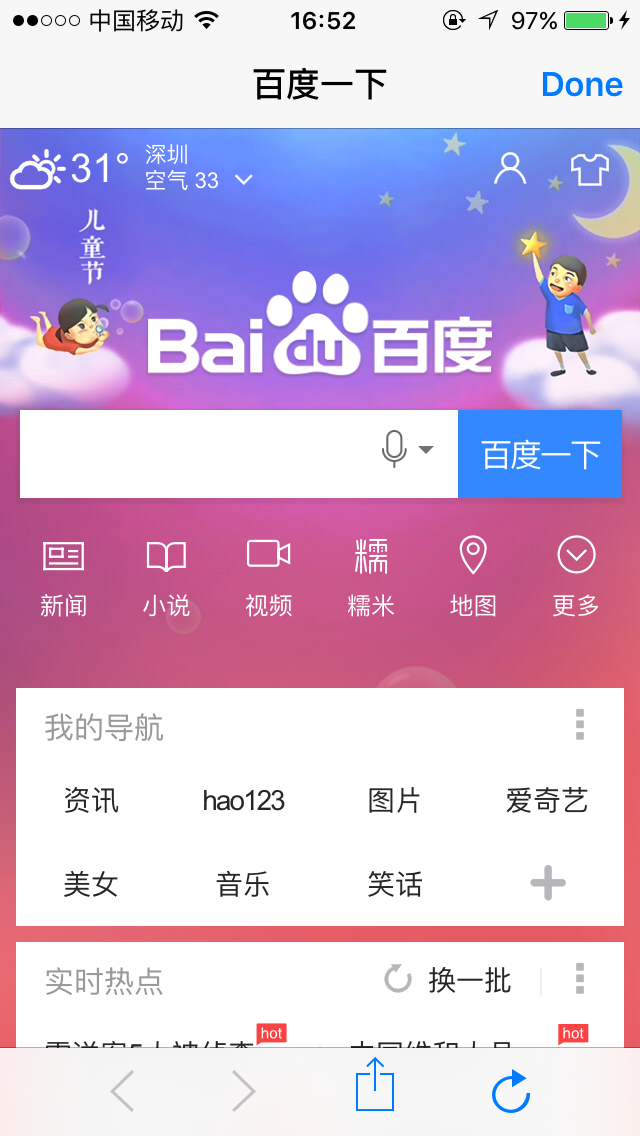 中国移动
16:52
97%
百度一下
Done
31°
深圳
空气 33
儿童节
Bai du 百度
百度一下
新闻
小说
视频
糯
糯米
地图
更多
我的导航
资讯
hao123
图片
爱奇艺
美女
音乐
笑话
实时热点
换一批
hot
hot